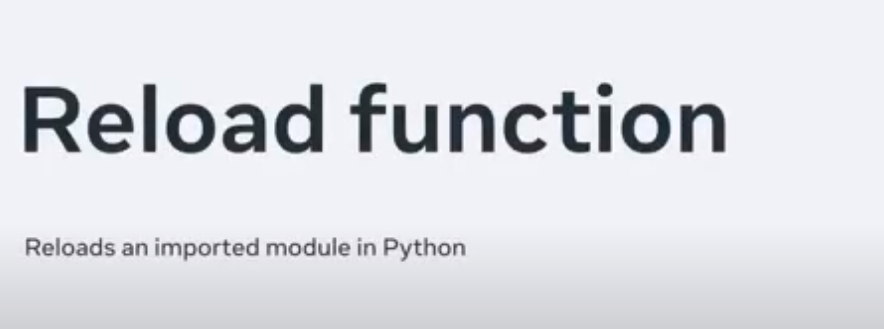 Reload function
Reloads an imported module in Python